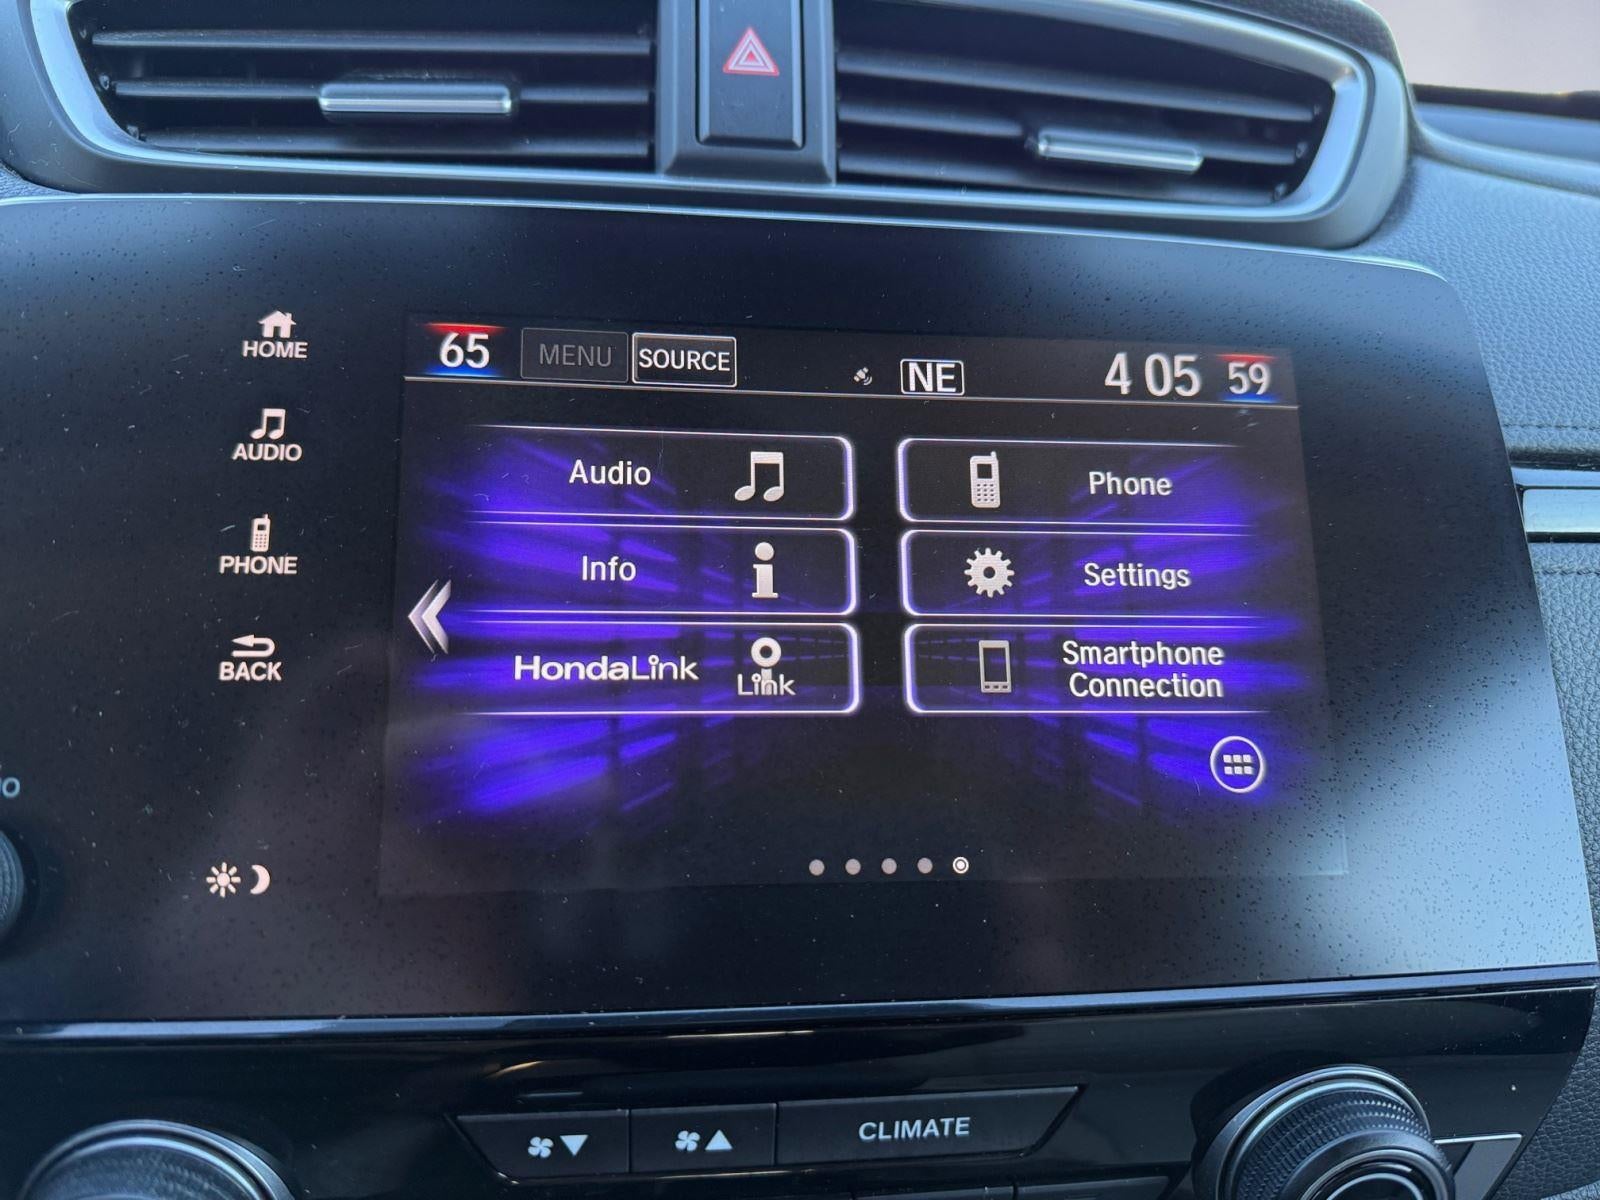 HOME
AUDIO
PHONE
BACK
65
MENU
SOURCE
NE
4 05
59
Audio
Phone
Info
Settings
HondaLink
Link
Smartphone
Connection
CLIMATE